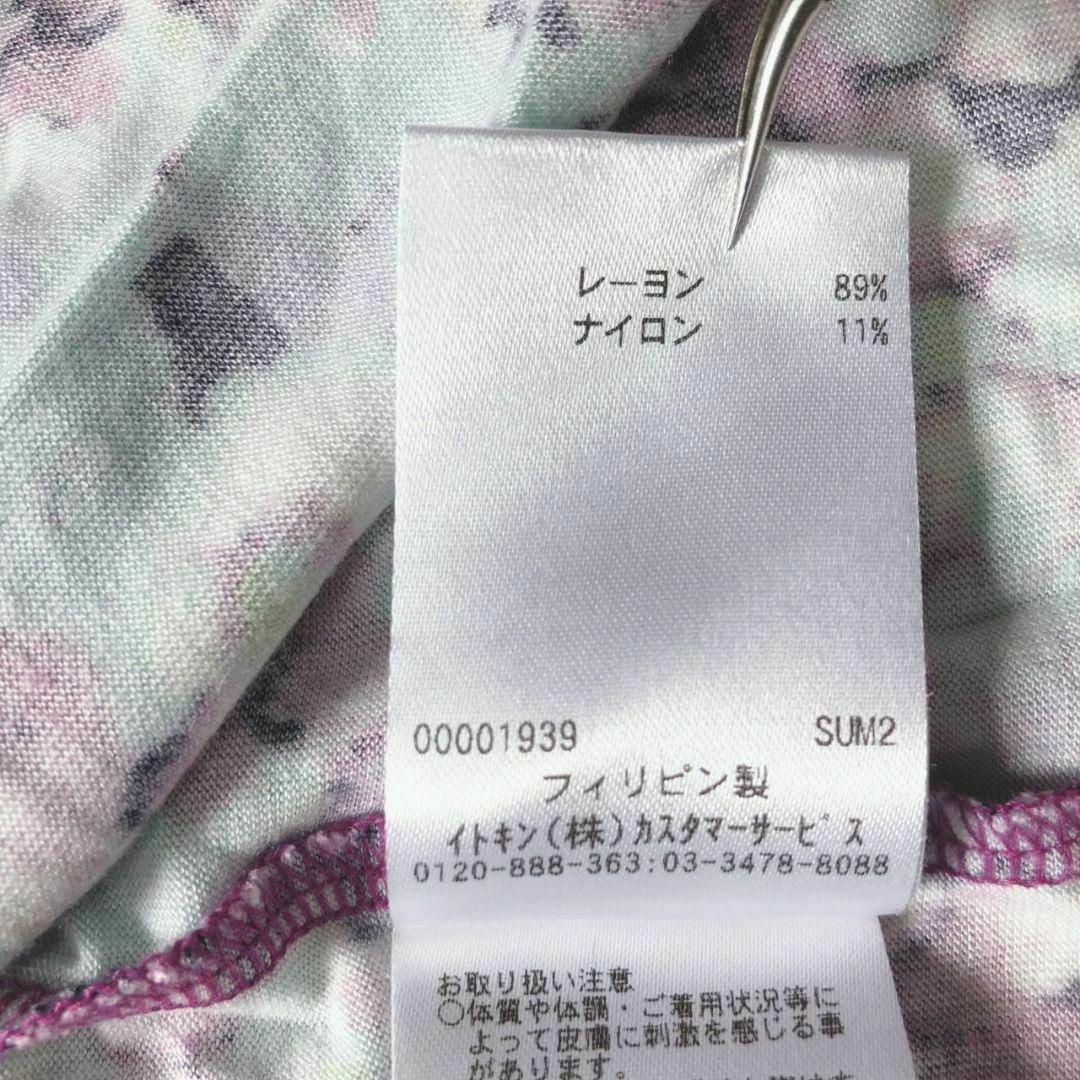 レーヨン 89%
ナイロン 11%
00001939 SUM2
フィリピン製
イトキン(株)カスタマーサービス
0120-888-363:03-3478-8088
お取り扱い注意
○体質や体調・ご着用状況等に
よって皮膚に刺激を感じる事
があります。